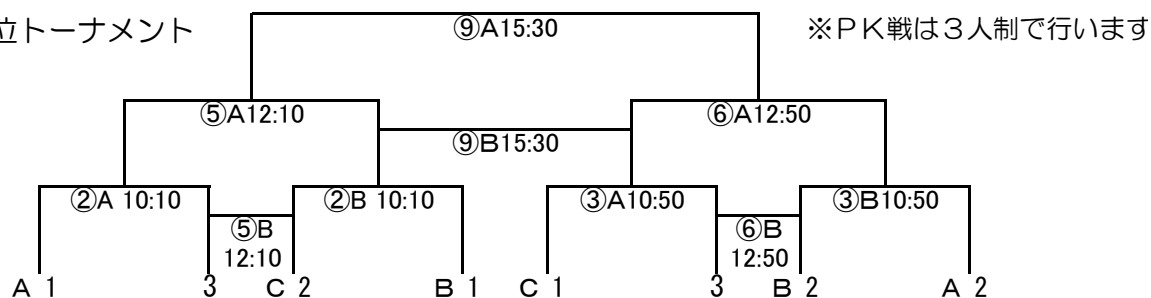 位トーナメント
⑨A15:30
※PK戦は3人制で行います
⑤A12:10
⑥A12:50
⑨B15:30
②A 10:10
②B 10:10
③A10:50
③B10:50
⑤B
12:10
⑥B
12:50
A 1
3
C 2
B 1
C 1
3
B 2
A 2